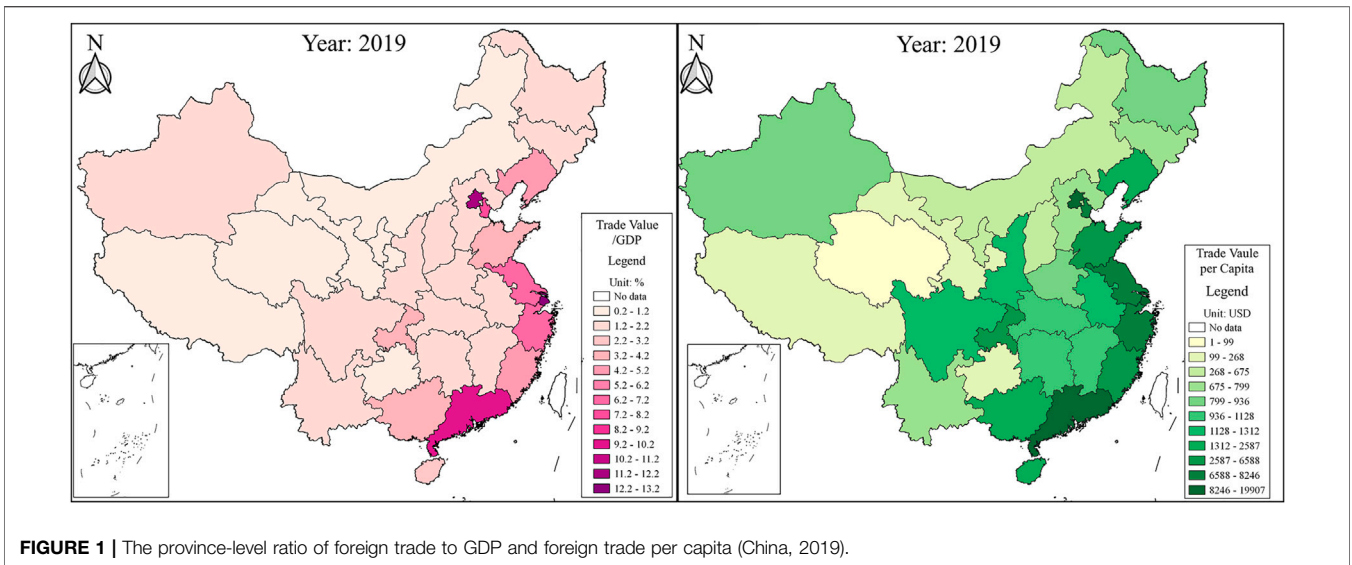 N
Year: 2019
Trade Value
/GDP
Legend
Unit: %
No data
0.2 - 1.2
1.2 - 2.2
2.2 - 3.2
3.2 - 4.2
4.2 - 5.2
5.2 - 6.2
6.2 - 7.2
7.2 - 8.2
8.2 - 9.2
9.2 - 10.2
10.2 - 11.2
11.2 - 12.2
12.2 - 13.2
N
Year: 2019
Trade Vaule
per Capita
Legend
Unit: USD
No data
1 - 99
99 - 268
268 - 675
675 - 799
799 - 936
936 - 1128
1128 - 1312
1312 - 2587
2587 - 6588
6588 - 8246
8246 - 19907
FIGURE 1 | The province-level ratio of foreign trade to GDP and foreign trade per capita (China, 2019).